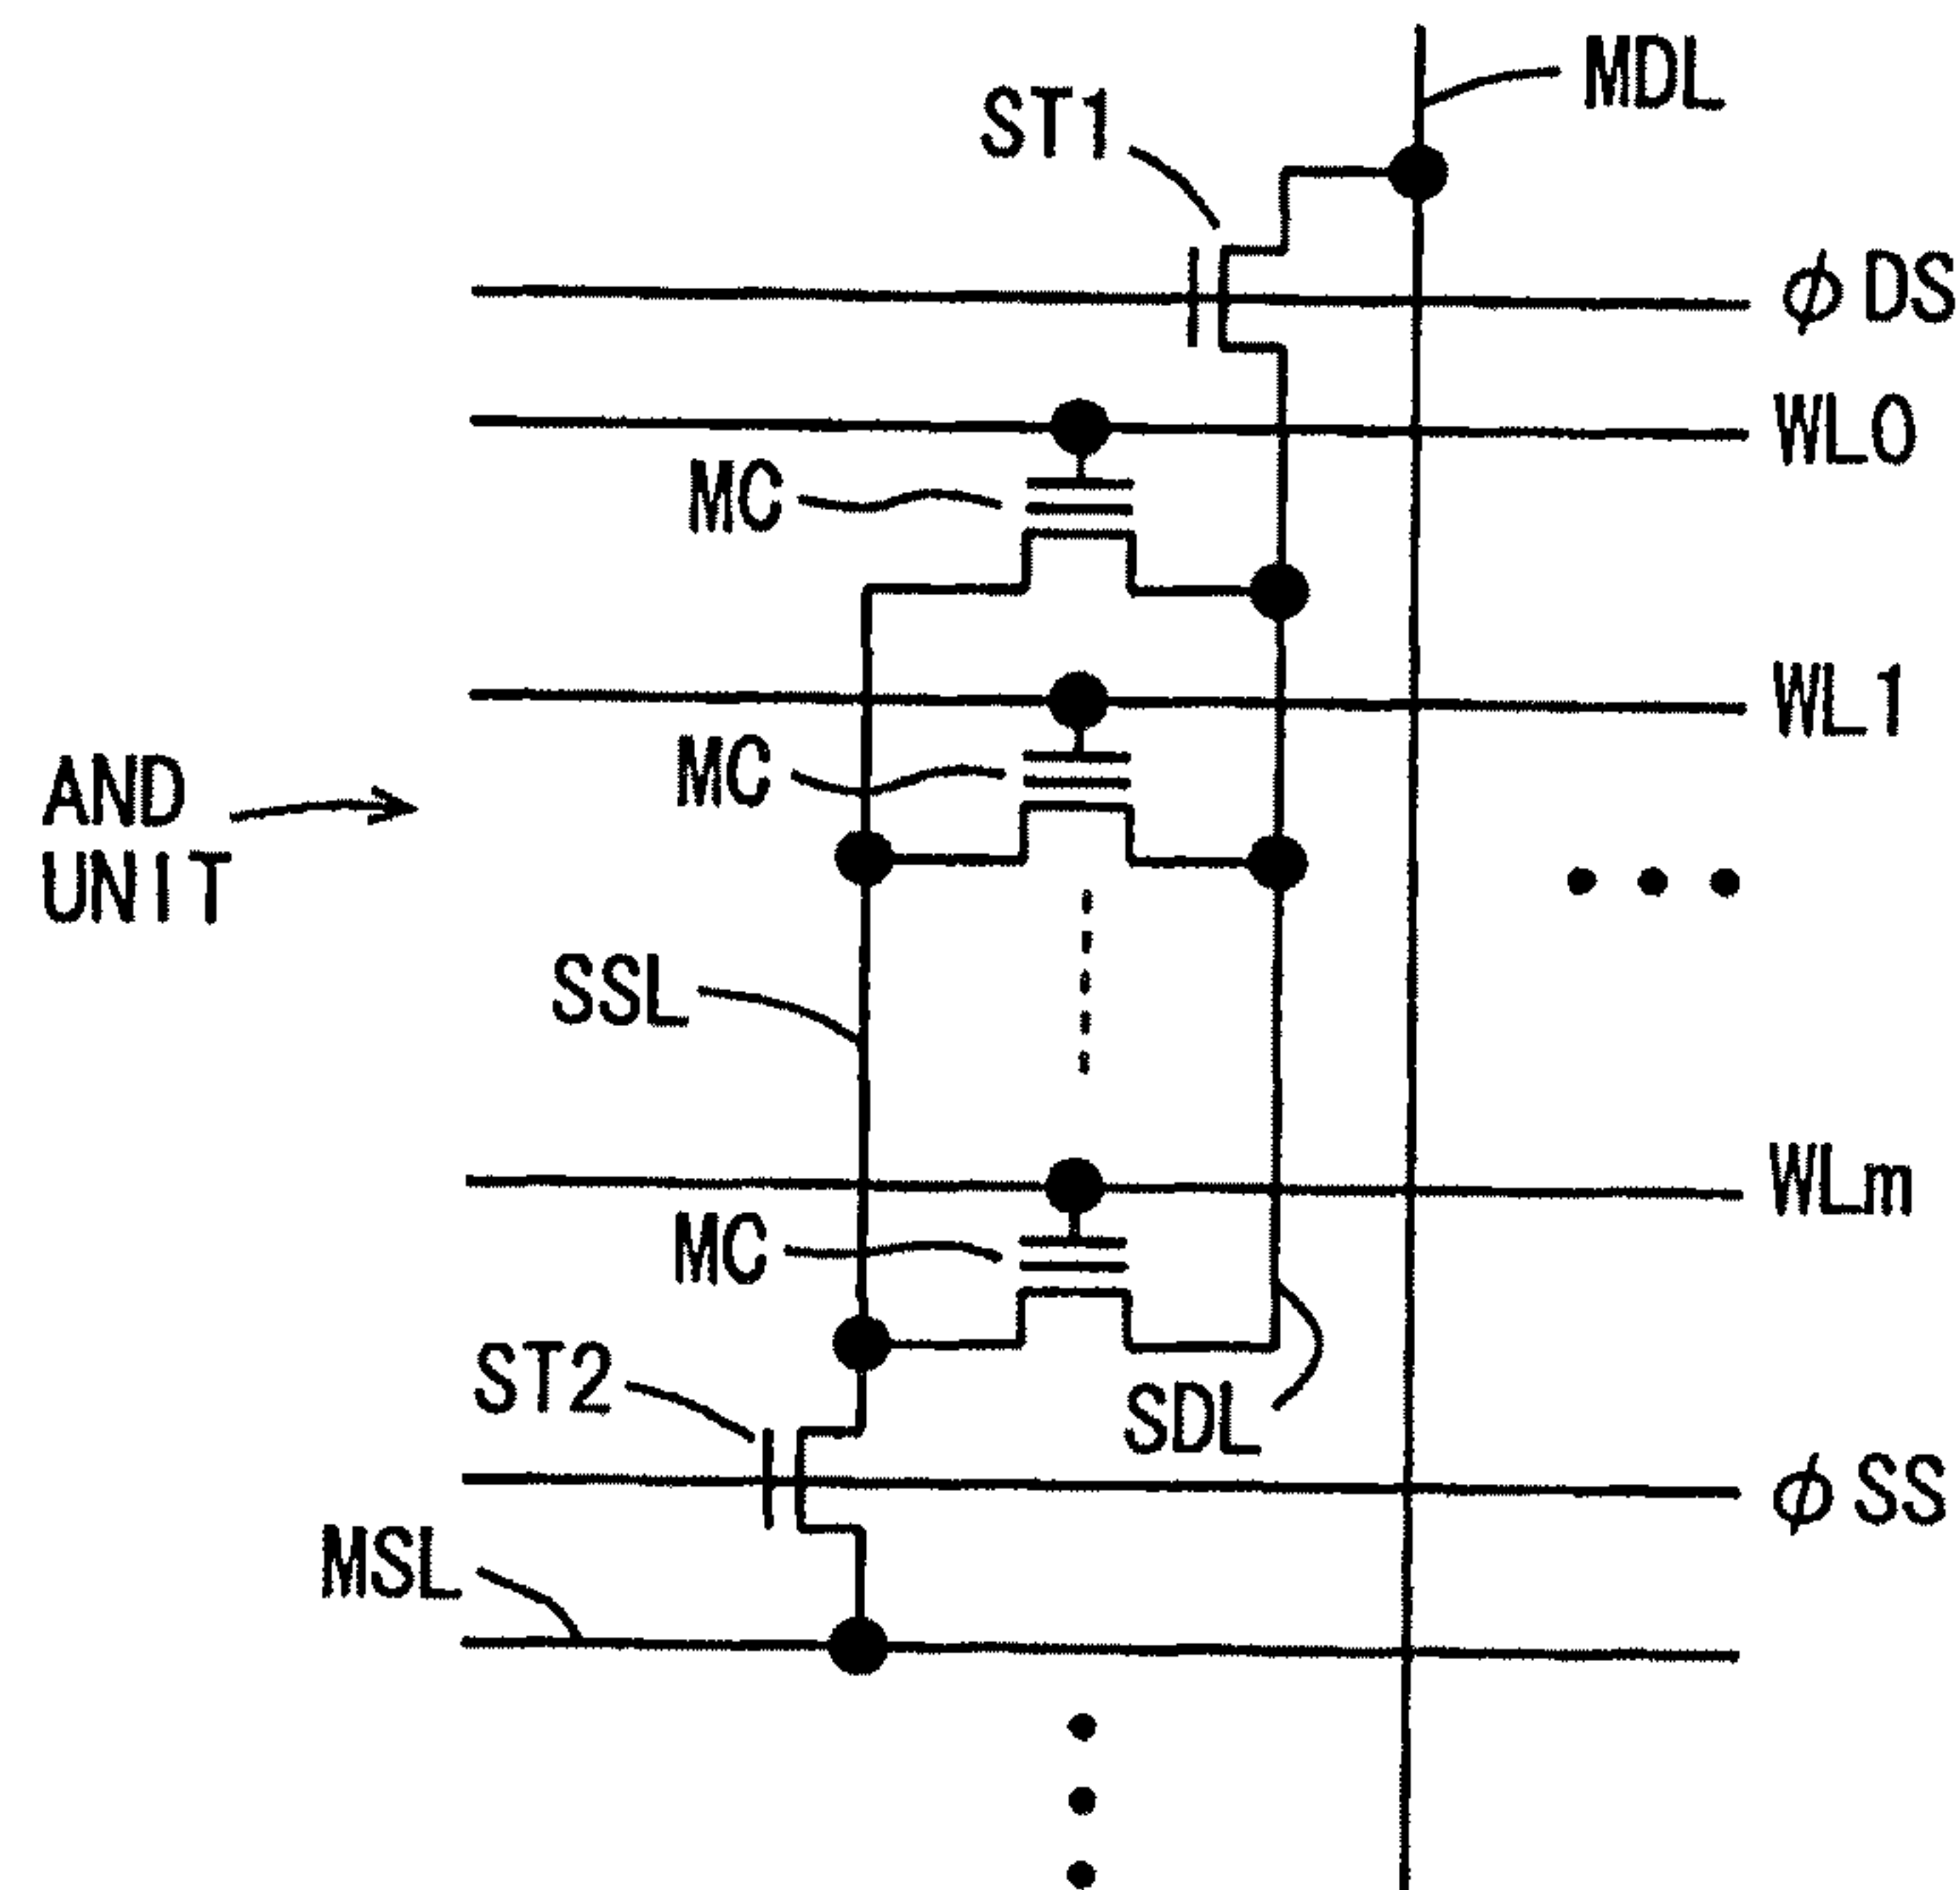 MDL
ST1
φDS
WL0
MC
WL1
MC
AND
UNIT
SSL
WLm
MC
ST2
SDL
φSS
MSL